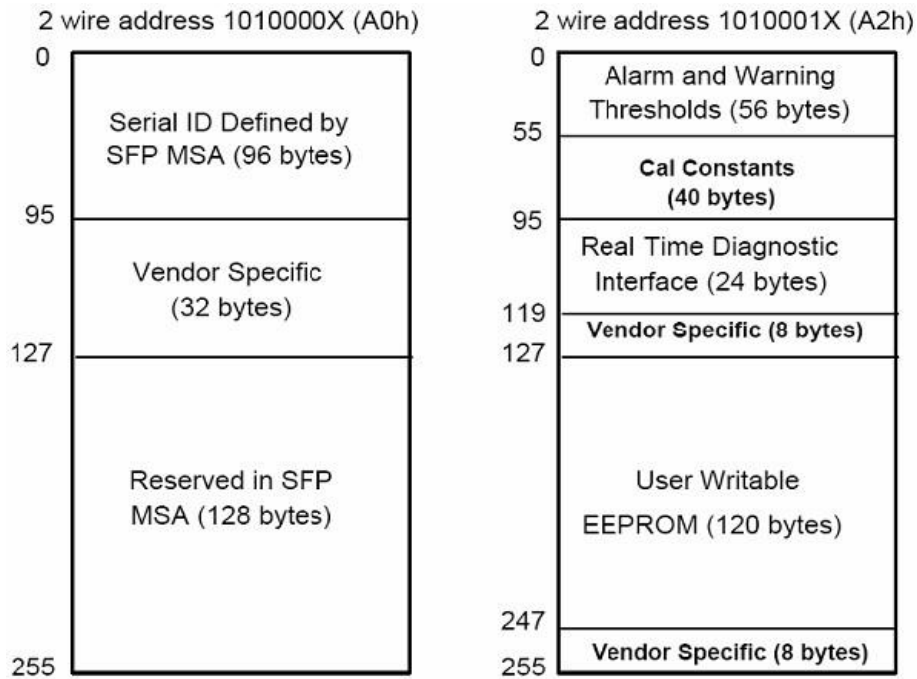 2 wire address 1010000X (A0h)
0
Serial ID Defined by
SFP MSA (96 bytes)
95
Vendor Specific
(32 bytes)
127
Reserved in SFP
MSA (128 bytes)
255
2 wire address 1010001X (A2h)
0
Alarm and Warning
Thresholds (56 bytes)
55
Cal Constants
(40 bytes)
95
Real Time Diagnostic
Interface (24 bytes)
119
Vendor Specific (8 bytes)
127
User Writable
EEPROM (120 bytes)
247
Vendor Specific (8 bytes)
255